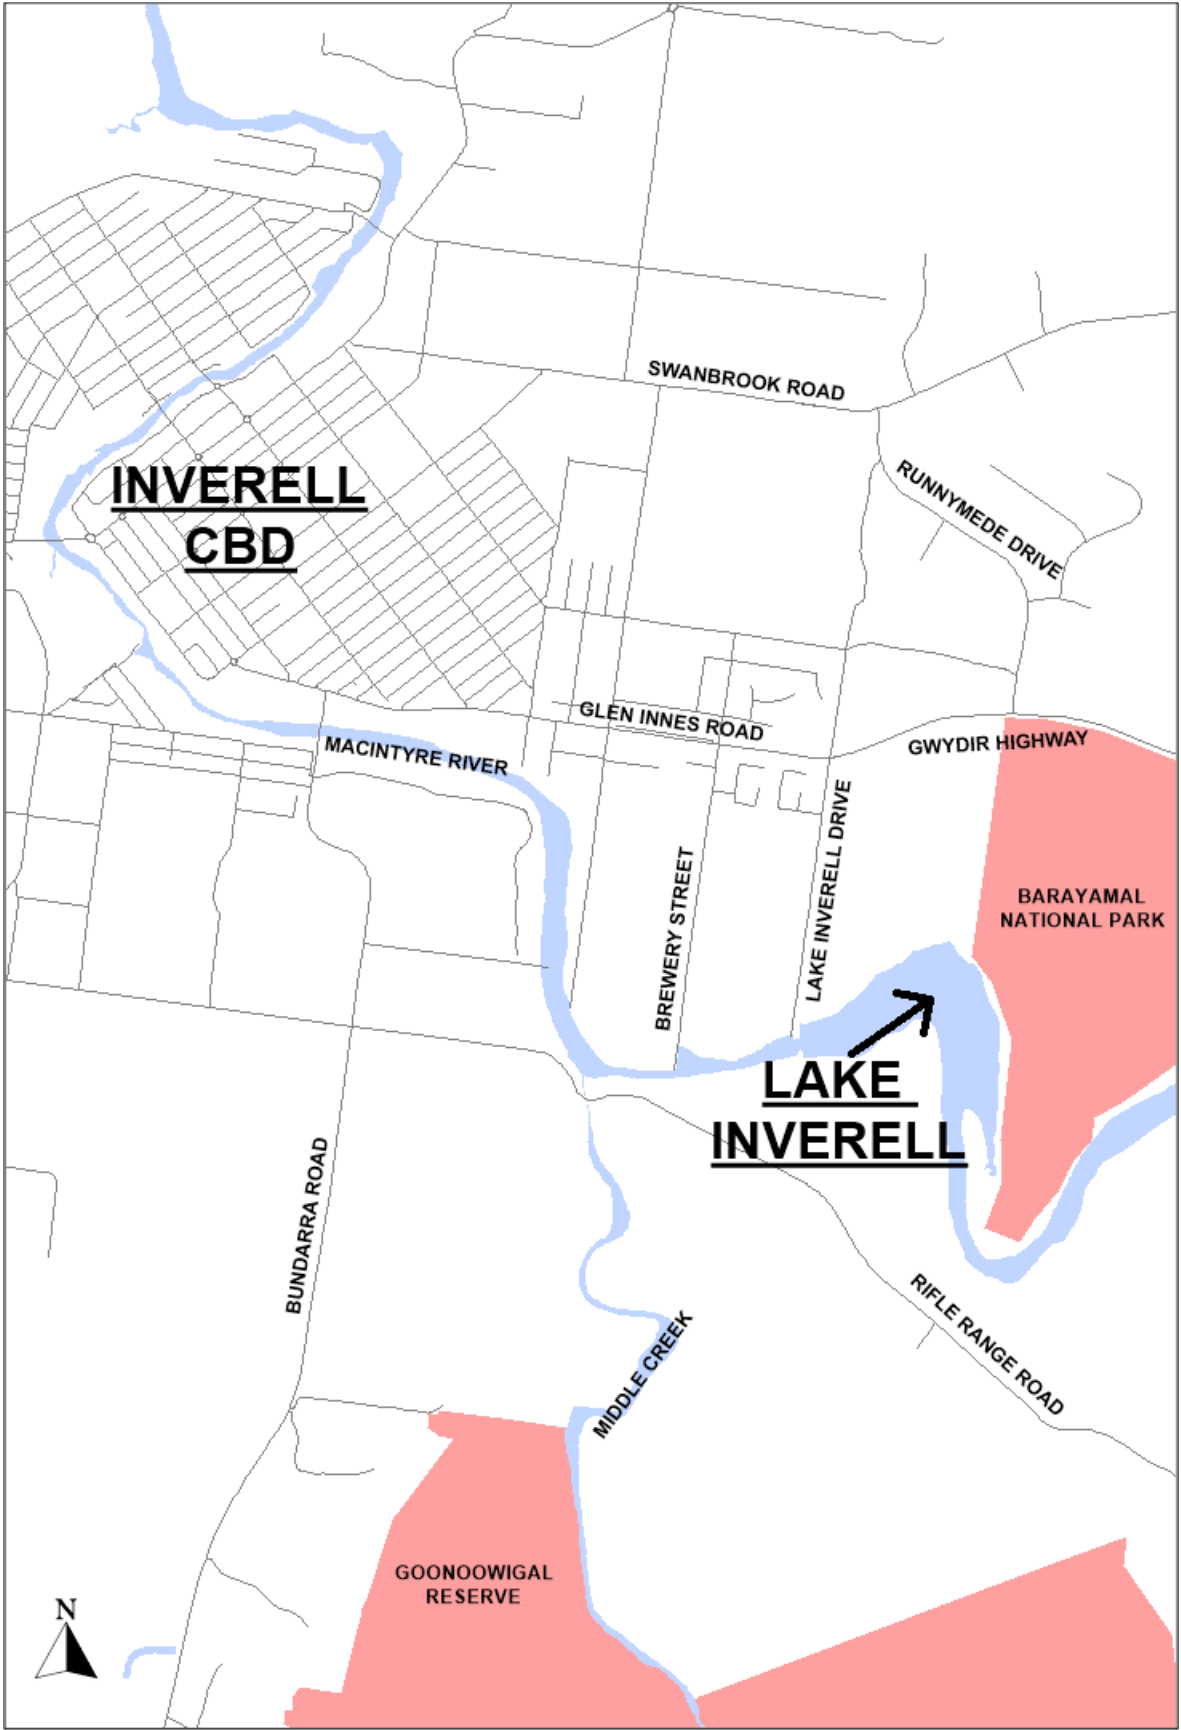 SWANBROOK ROAD
INVERELL
CBD
RUNNYMEDE DRIVE
GLEN INNES ROAD
GWYDIR HIGHWAY
MACINTYRE RIVER
LAKE INVERELL DRIVE
BREWERY STREET
BARAYAMAL
NATIONAL PARK
LAKE
INVERELL
BUNDARRA ROAD
RIFLE RANGE ROAD
MIDDLE CREEK
GOONOOWIGAL
RESERVE
N